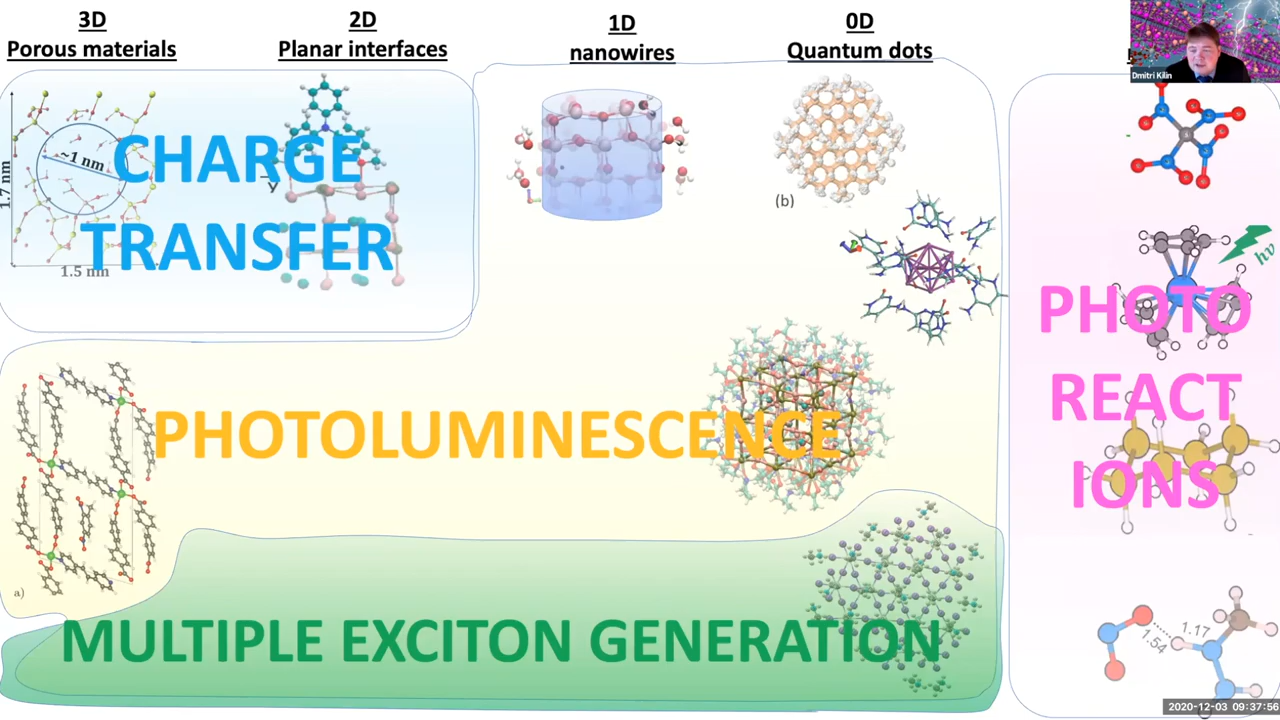 3D
Porous materials
2D
Planar interfaces
1D
nanowires
0D
Quantum dots
Dmitri Kilin
~1 nm
1.7 nm
1.5 nm
CHARGE
TRANSFER
(b)
hν
PHOTO
REACT
IONS
PHOTOLUMINESCENCE
a)
MULTIPLE EXCITON GENERATION
1.17
1.54
2020-12-03 09:37:56